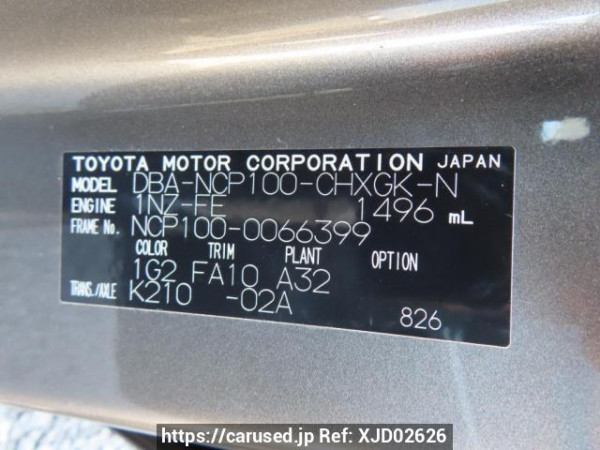 TOYOTA MOTOR CORPORATION JAPAN
MODEL DBA-NCP100-CHXGK-N
ENGINE 1NZ-FE 1496 mL
FRAME No. NCP100-0066399
COLOR TRIM PLANT OPTION
1G2 FA10 A32
TRANS./AXLE K210 -02A
826
https://carused.jp Ref: XJD02626